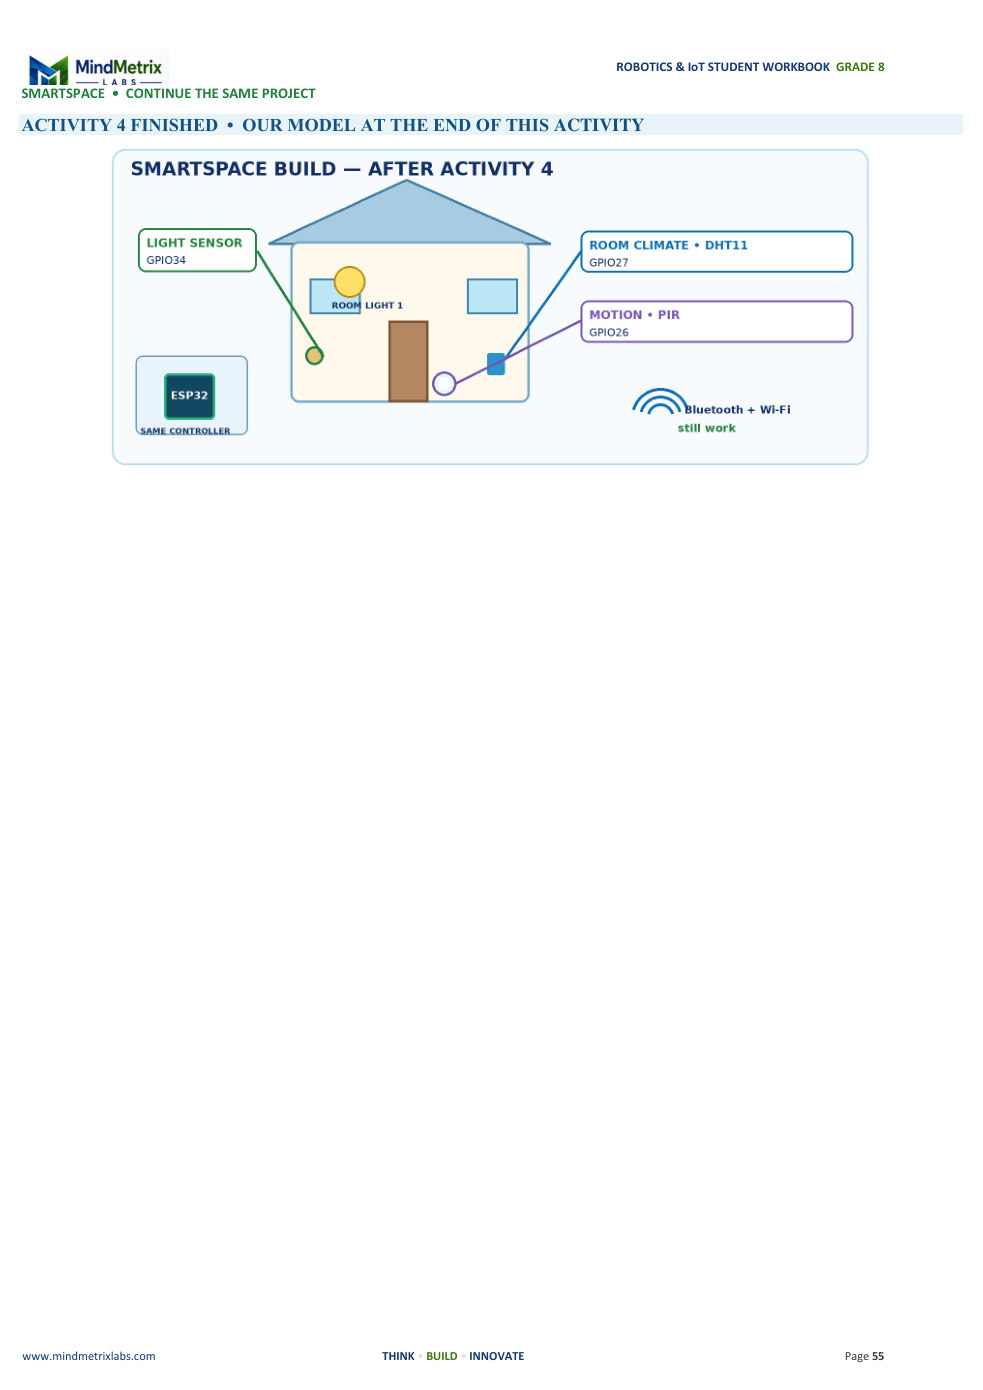 MindMetrix
LABS
ROBOTICS & IoT STUDENT WORKBOOK GRADE 8
SMARTSPACE • CONTINUE THE SAME PROJECT
ACTIVITY 4 FINISHED • OUR MODEL AT THE END OF THIS ACTIVITY
SMARTSPACE BUILD — AFTER ACTIVITY 4
LIGHT SENSOR
GPIO34
ROOM CLIMATE • DHT11
GPIO27
ROOM LIGHT 1
MOTION • PIR
GPIO26
ESP32
SAME CONTROLLER
Bluetooth + Wi-Fi
still work
www.mindmetrixlabs.com
THINK • BUILD • INNOVATE
Page 55